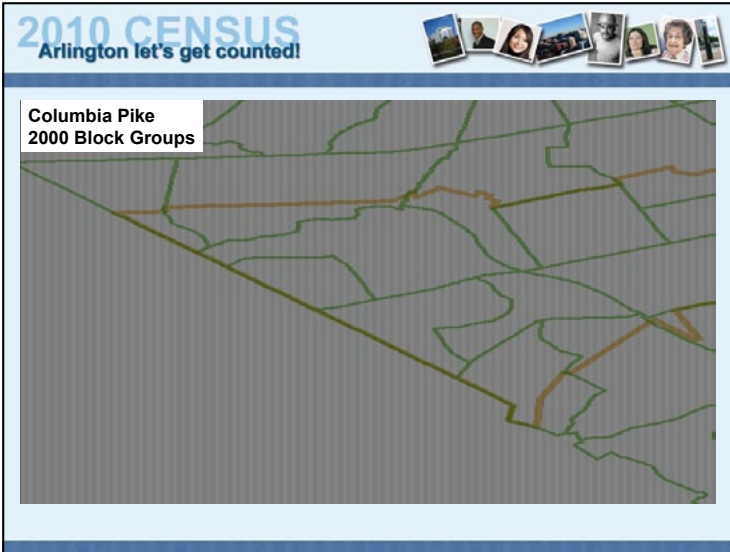 2010 CENSUS
Arlington let's get counted!
Columbia Pike
2000 Block Groups